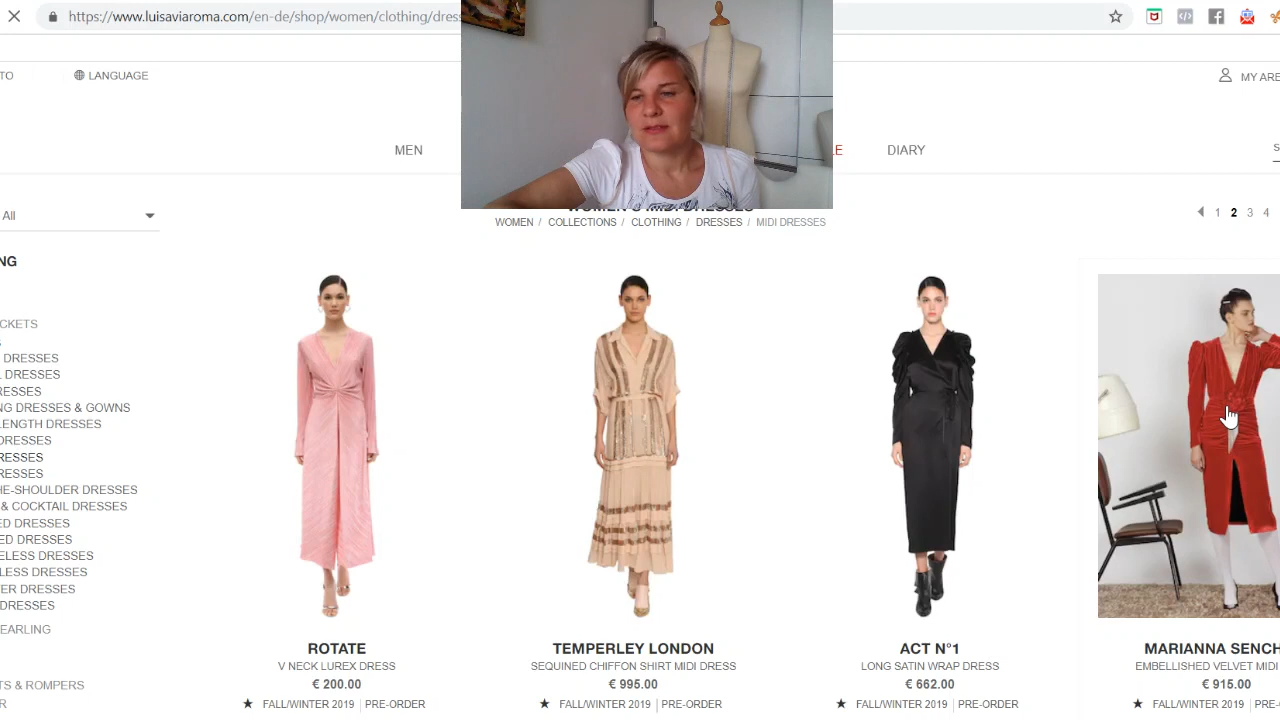 https://www.luisaviaroma.com/en-de/shop/women/clothing/dres
TO
LANGUAGE
MY ARE
MEN
DIARY
All
1 2 3 4
WOMEN / COLLECTIONS / CLOTHING / DRESSES / MIDI DRESSES
NG
CKETS
DRESSES
L DRESSES
RESSES
NG DRESSES & GOWNS
LENGTH DRESSES
DRESSES
RESSES
RESSES
HE-SHOULDER DRESSES
& COCKTAIL DRESSES
ED DRESSES
ED DRESSES
ELESS DRESSES
LESS DRESSES
ER DRESSES
DRESSES
EARLING
TS & ROMPERS
R
ROTATE
V NECK LUREX DRESS
€ 200.00
★ FALL/WINTER 2019 | PRE-ORDER
TEMPERLEY LONDON
SEQUINED CHIFFON SHIRT MIDI DRESS
€ 995.00
★ FALL/WINTER 2019 | PRE-ORDER
ACT N°1
LONG SATIN WRAP DRESS
€ 662.00
★ FALL/WINTER 2019 | PRE-ORDER
MARIANNA SENCH
EMBELLISHED VELVET MIDI
€ 915.00
★ FALL/WINTER 2019 | PRE-